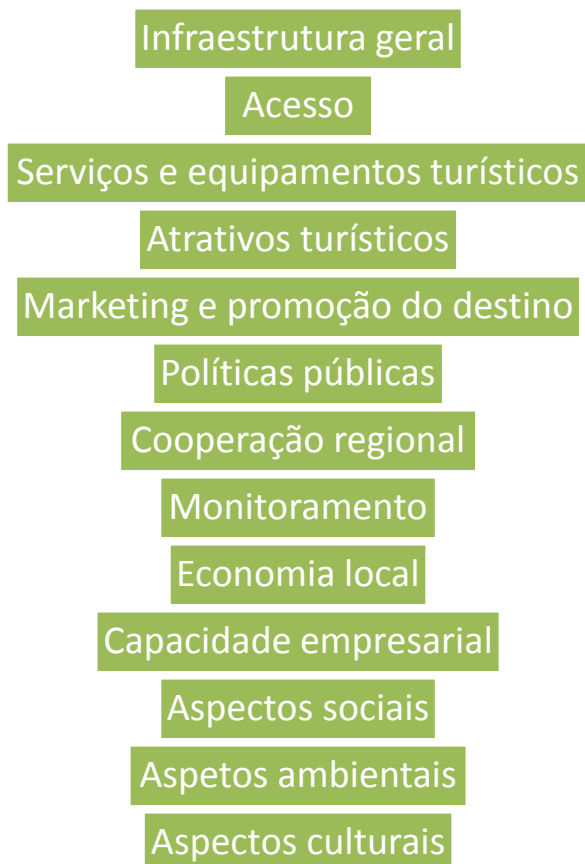 Infraestrutura geral
Acesso
Serviços e equipamentos turísticos
Atrativos turísticos
Marketing e promoção do destino
Políticas públicas
Cooperação regional
Monitoramento
Economia local
Capacidade empresarial
Aspectos sociais
Aspetos ambientais
Aspectos culturais